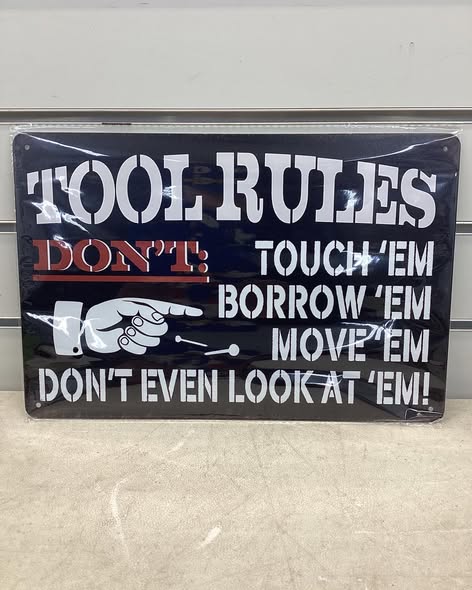 TOOL RULES
DON'T:
TOUCH 'EM
BORROW 'EM
MOVE 'EM
DON'T EVEN LOOK AT 'EM!